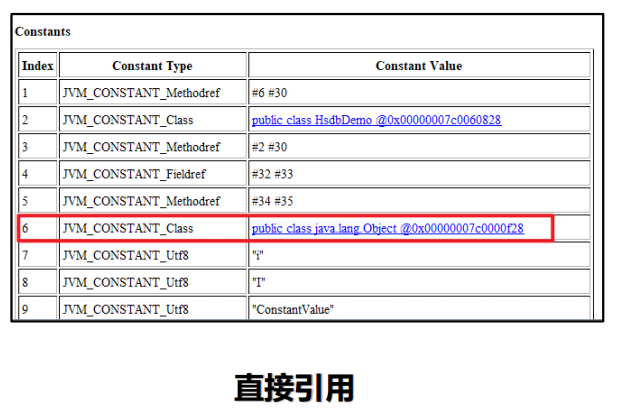 Constants
Index Constant Type Constant Value
1 JVM_CONSTANT_Methodref #6 #30
2 JVM_CONSTANT_Class public class HsdbDemo @0x00000007c0060828
3 JVM_CONSTANT_Methodref #2 #30
4 JVM_CONSTANT_Fieldref #32 #33
5 JVM_CONSTANT_Methodref #34 #35
6 JVM_CONSTANT_Class public class java.lang.Object @0x00000007c0000f28
7 JVM_CONSTANT_Utf8 "i"
8 JVM_CONSTANT_Utf8 "I"
9 JVM_CONSTANT_Utf8 "ConstantValue"
直接引用